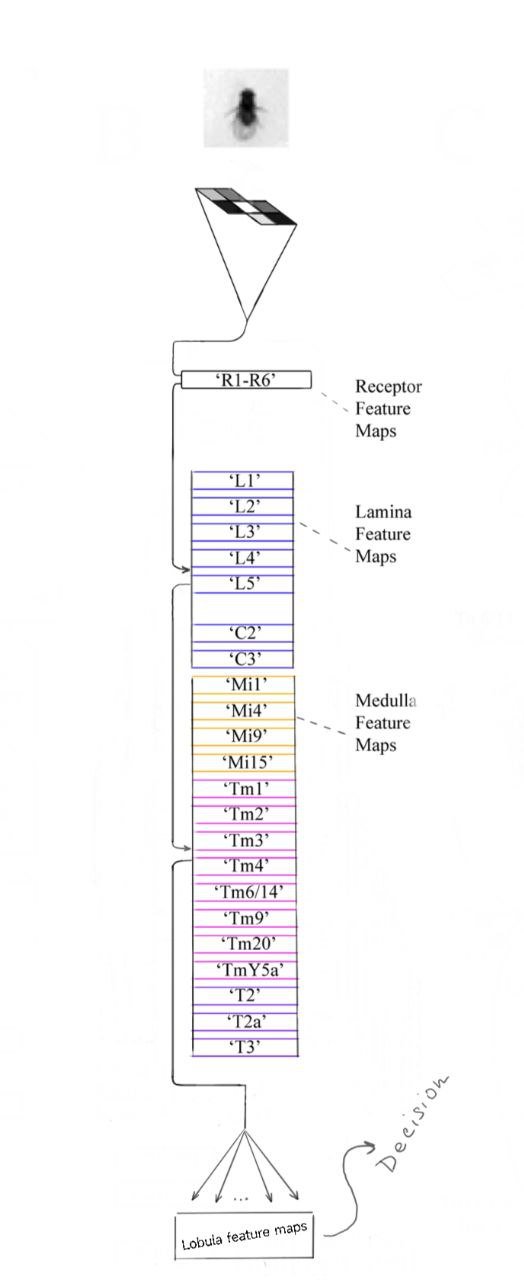 ‘R1-R6’
Receptor
Feature
Maps
‘L1’
‘L2’
‘L3’
‘L4’
‘L5’
‘C2’
‘C3’
Lamina
Feature
Maps
‘Mi1’
‘Mi4’
‘Mi9’
‘Mi15’
‘Tm1’
‘Tm2’
‘Tm3’
‘Tm4’
‘Tm6/14’
‘Tm9’
‘Tm20’
‘TmY5a’
‘T2’
‘T2a’
‘T3’
Medulla
Feature
Maps
...
Lobula feature maps
Decision